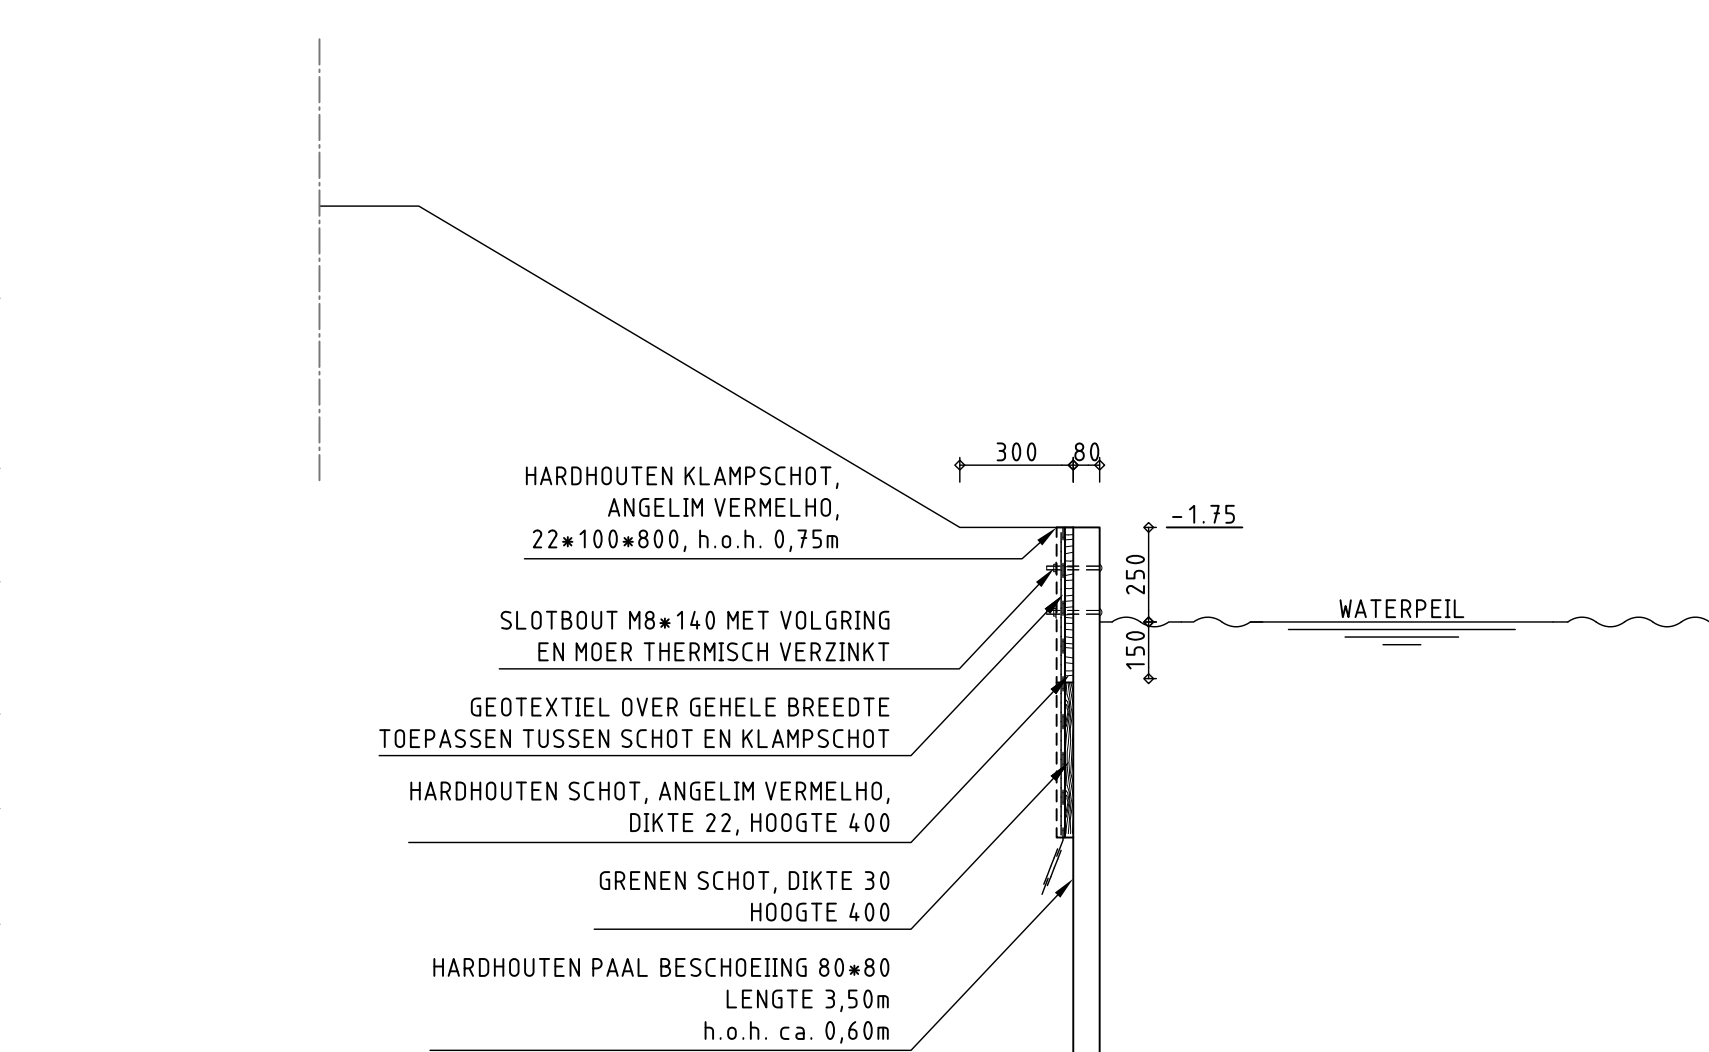 300
80
HARDHOUTEN KLAMPSCHOT,
ANGELIM VERMELHO,
22*100*800, h.o.h. 0,75m
-1.75
250
WATERPEIL
150
SLOTBOUT M8*140 MET VOLGRING
EN MOER THERMISCH VERZINKT
GEOTEXTIEL OVER GEHELE BREEDTE
TOEPASSEN TUSSEN SCHOT EN KLAMPSCHOT
HARDHOUTEN SCHOT, ANGELIM VERMELHO,
DIKTE 22, HOOGTE 400
GRENEN SCHOT, DIKTE 30
HOOGTE 400
HARDHOUTEN PAAL BESCHOEIING 80*80
LENGTE 3,50m
h.o.h. ca. 0,60m